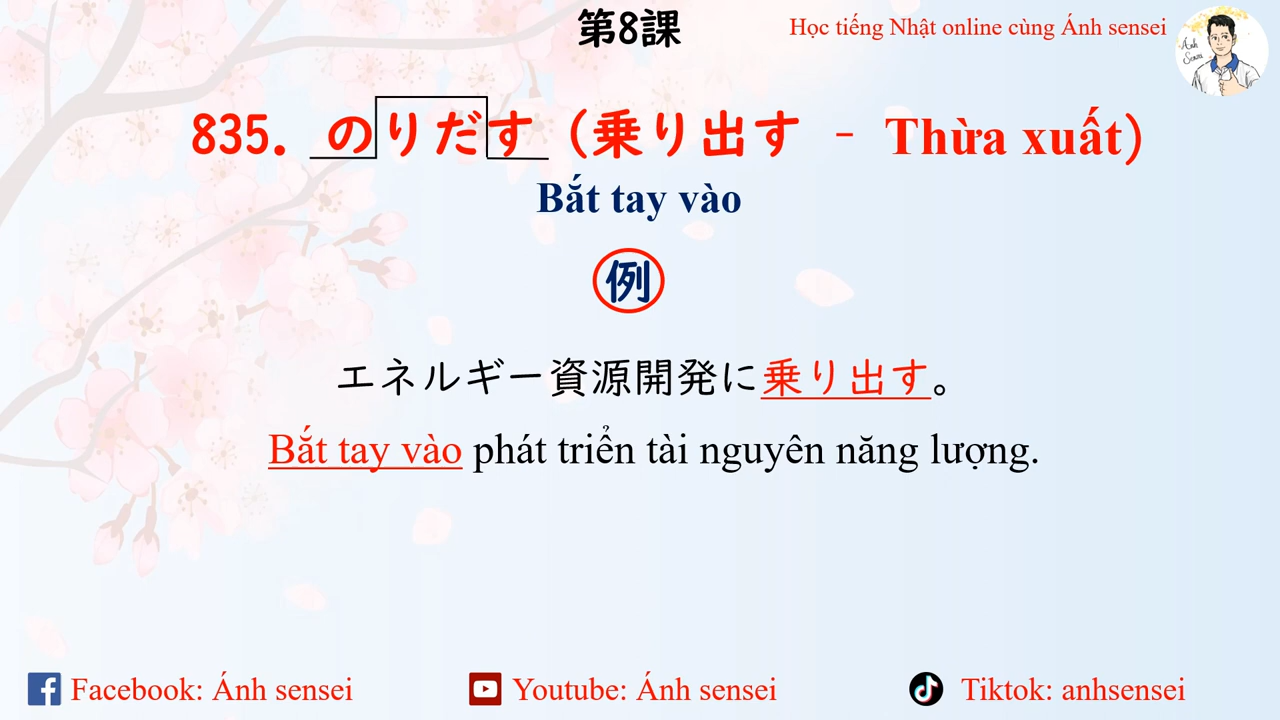 第8課
Học tiếng Nhật online cùng Ánh sensei
Ánh Sensei
835. のりだす (乗り出す - Thừa xuất)
Bắt tay vào
例
エネルギー資源開発に乗り出す。
Bắt tay vào phát triển tài nguyên năng lượng.
Facebook: Ánh sensei
Youtube: Ánh sensei
Tiktok: anhsensei